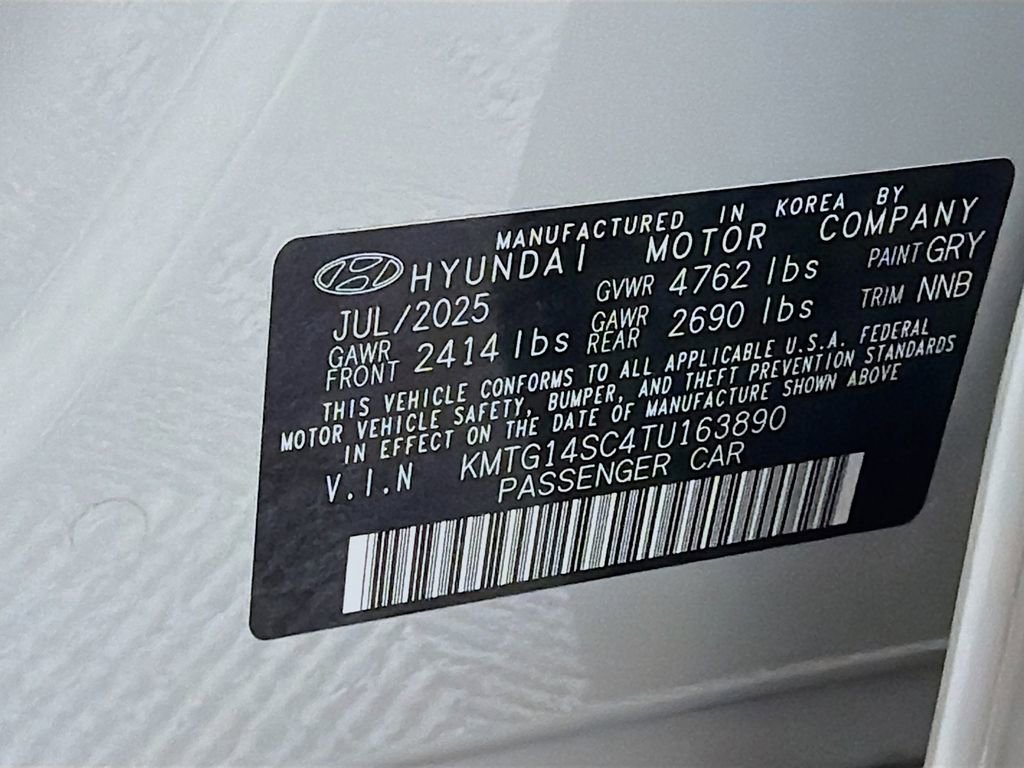 MANUFACTURED IN KOREA BY
HYUNDAI MOTOR COMPANY
JUL/2025 GVWR 4762 lbs PAINT GRY
GAWR FRONT 2414 lbs GAWR REAR 2690 lbs TRIM NNB
THIS VEHICLE CONFORMS TO ALL APPLICABLE U.S.A. FEDERAL
MOTOR VEHICLE SAFETY, BUMPER, AND THEFT PREVENTION STANDARDS
IN EFFECT ON THE DATE OF MANUFACTURE SHOWN ABOVE
V.I.N KMTG14SC4TU163890
PASSENGER CAR